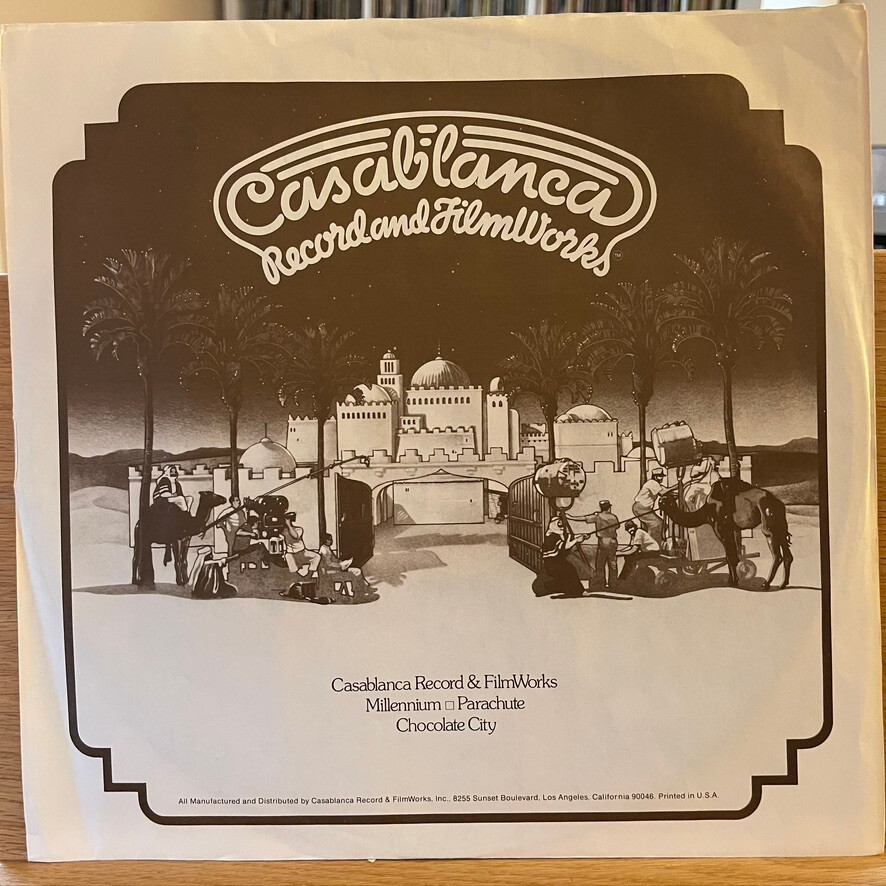 Casablanca
Record and FilmWorks™
Casablanca Record & FilmWorks
Millennium □ Parachute
Chocolate City
All Manufactured and Distributed by Casablanca Record & FilmWorks, Inc., 8255 Sunset Boulevard, Los Angeles, California 90046. Printed in U.S.A.